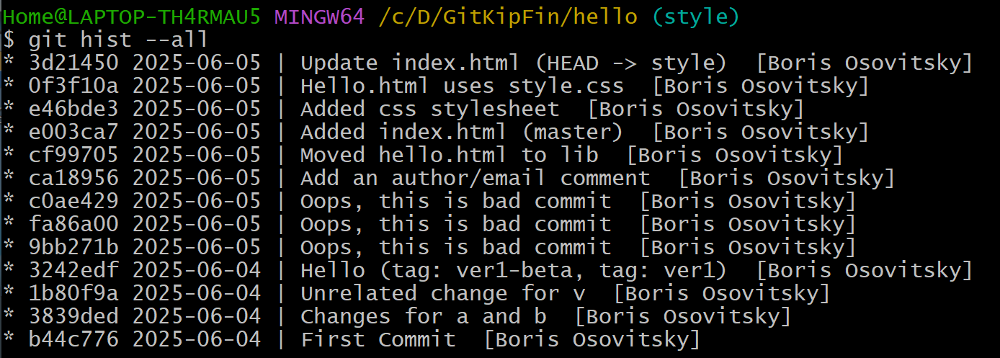 Home@LAPTOP-TH4RMAU5 MINGW64 /c/D/GitKipFin/hello (style)
$ git hist --all
* 3d21450 2025-06-05 | Update index.html (HEAD -> style)  [Boris Osovitsky]
* 0f3f10a 2025-06-05 | Hello.html uses style.css  [Boris Osovitsky]
* e46bde3 2025-06-05 | Added css stylesheet  [Boris Osovitsky]
* e003ca7 2025-06-05 | Added index.html (master)  [Boris Osovitsky]
* cf99705 2025-06-05 | Moved hello.html to lib  [Boris Osovitsky]
* ca18956 2025-06-05 | Add an author/email comment  [Boris Osovitsky]
* c0ae429 2025-06-05 | Oops, this is bad commit  [Boris Osovitsky]
* fa86a00 2025-06-05 | Oops, this is bad commit  [Boris Osovitsky]
* 9bb271b 2025-06-05 | Oops, this is bad commit  [Boris Osovitsky]
* 3242edf 2025-06-04 | Hello (tag: ver1-beta, tag: ver1)  [Boris Osovitsky]
* 1b80f9a 2025-06-04 | Unrelated change for v  [Boris Osovitsky]
* 3839ded 2025-06-04 | Changes for a and b  [Boris Osovitsky]
* b44c776 2025-06-04 | First Commit  [Boris Osovitsky]